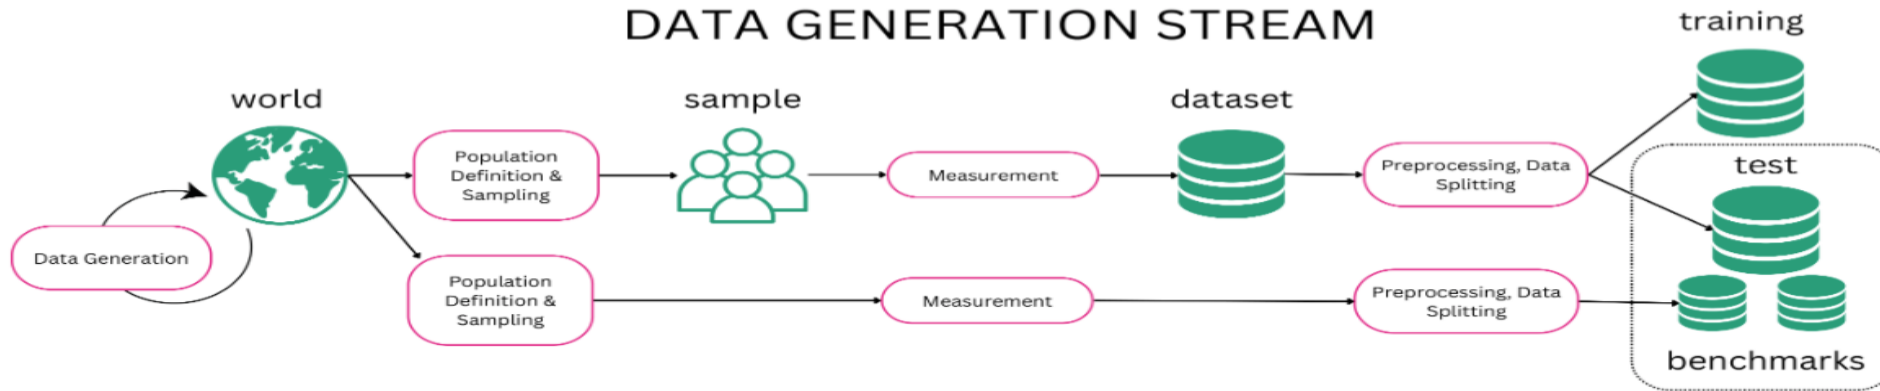 DATA GENERATION STREAM
training
world
sample
dataset
Population
Definition &
Sampling
Measurement
Preprocessing, Data
Splitting
test
Data Generation
Population
Definition &
Sampling
Measurement
Preprocessing, Data
Splitting
benchmarks